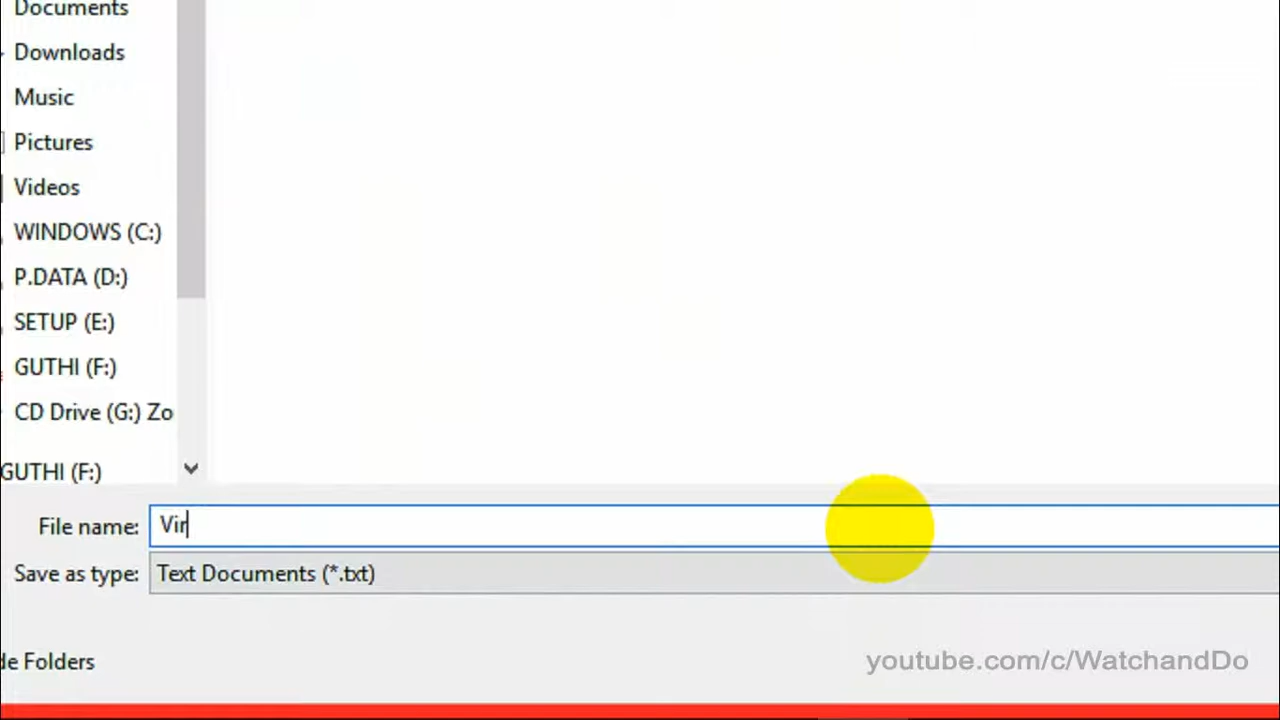 Documents
Downloads
Music
Pictures
Videos
WINDOWS (C:)
P.DATA (D:)
SETUP (E:)
GUTHI (F:)
CD Drive (G:) Zo
GUTHI (F:)
File name: Vir
Save as type: Text Documents (*.txt)
de Folders
youtube.com/c/WatchandDo